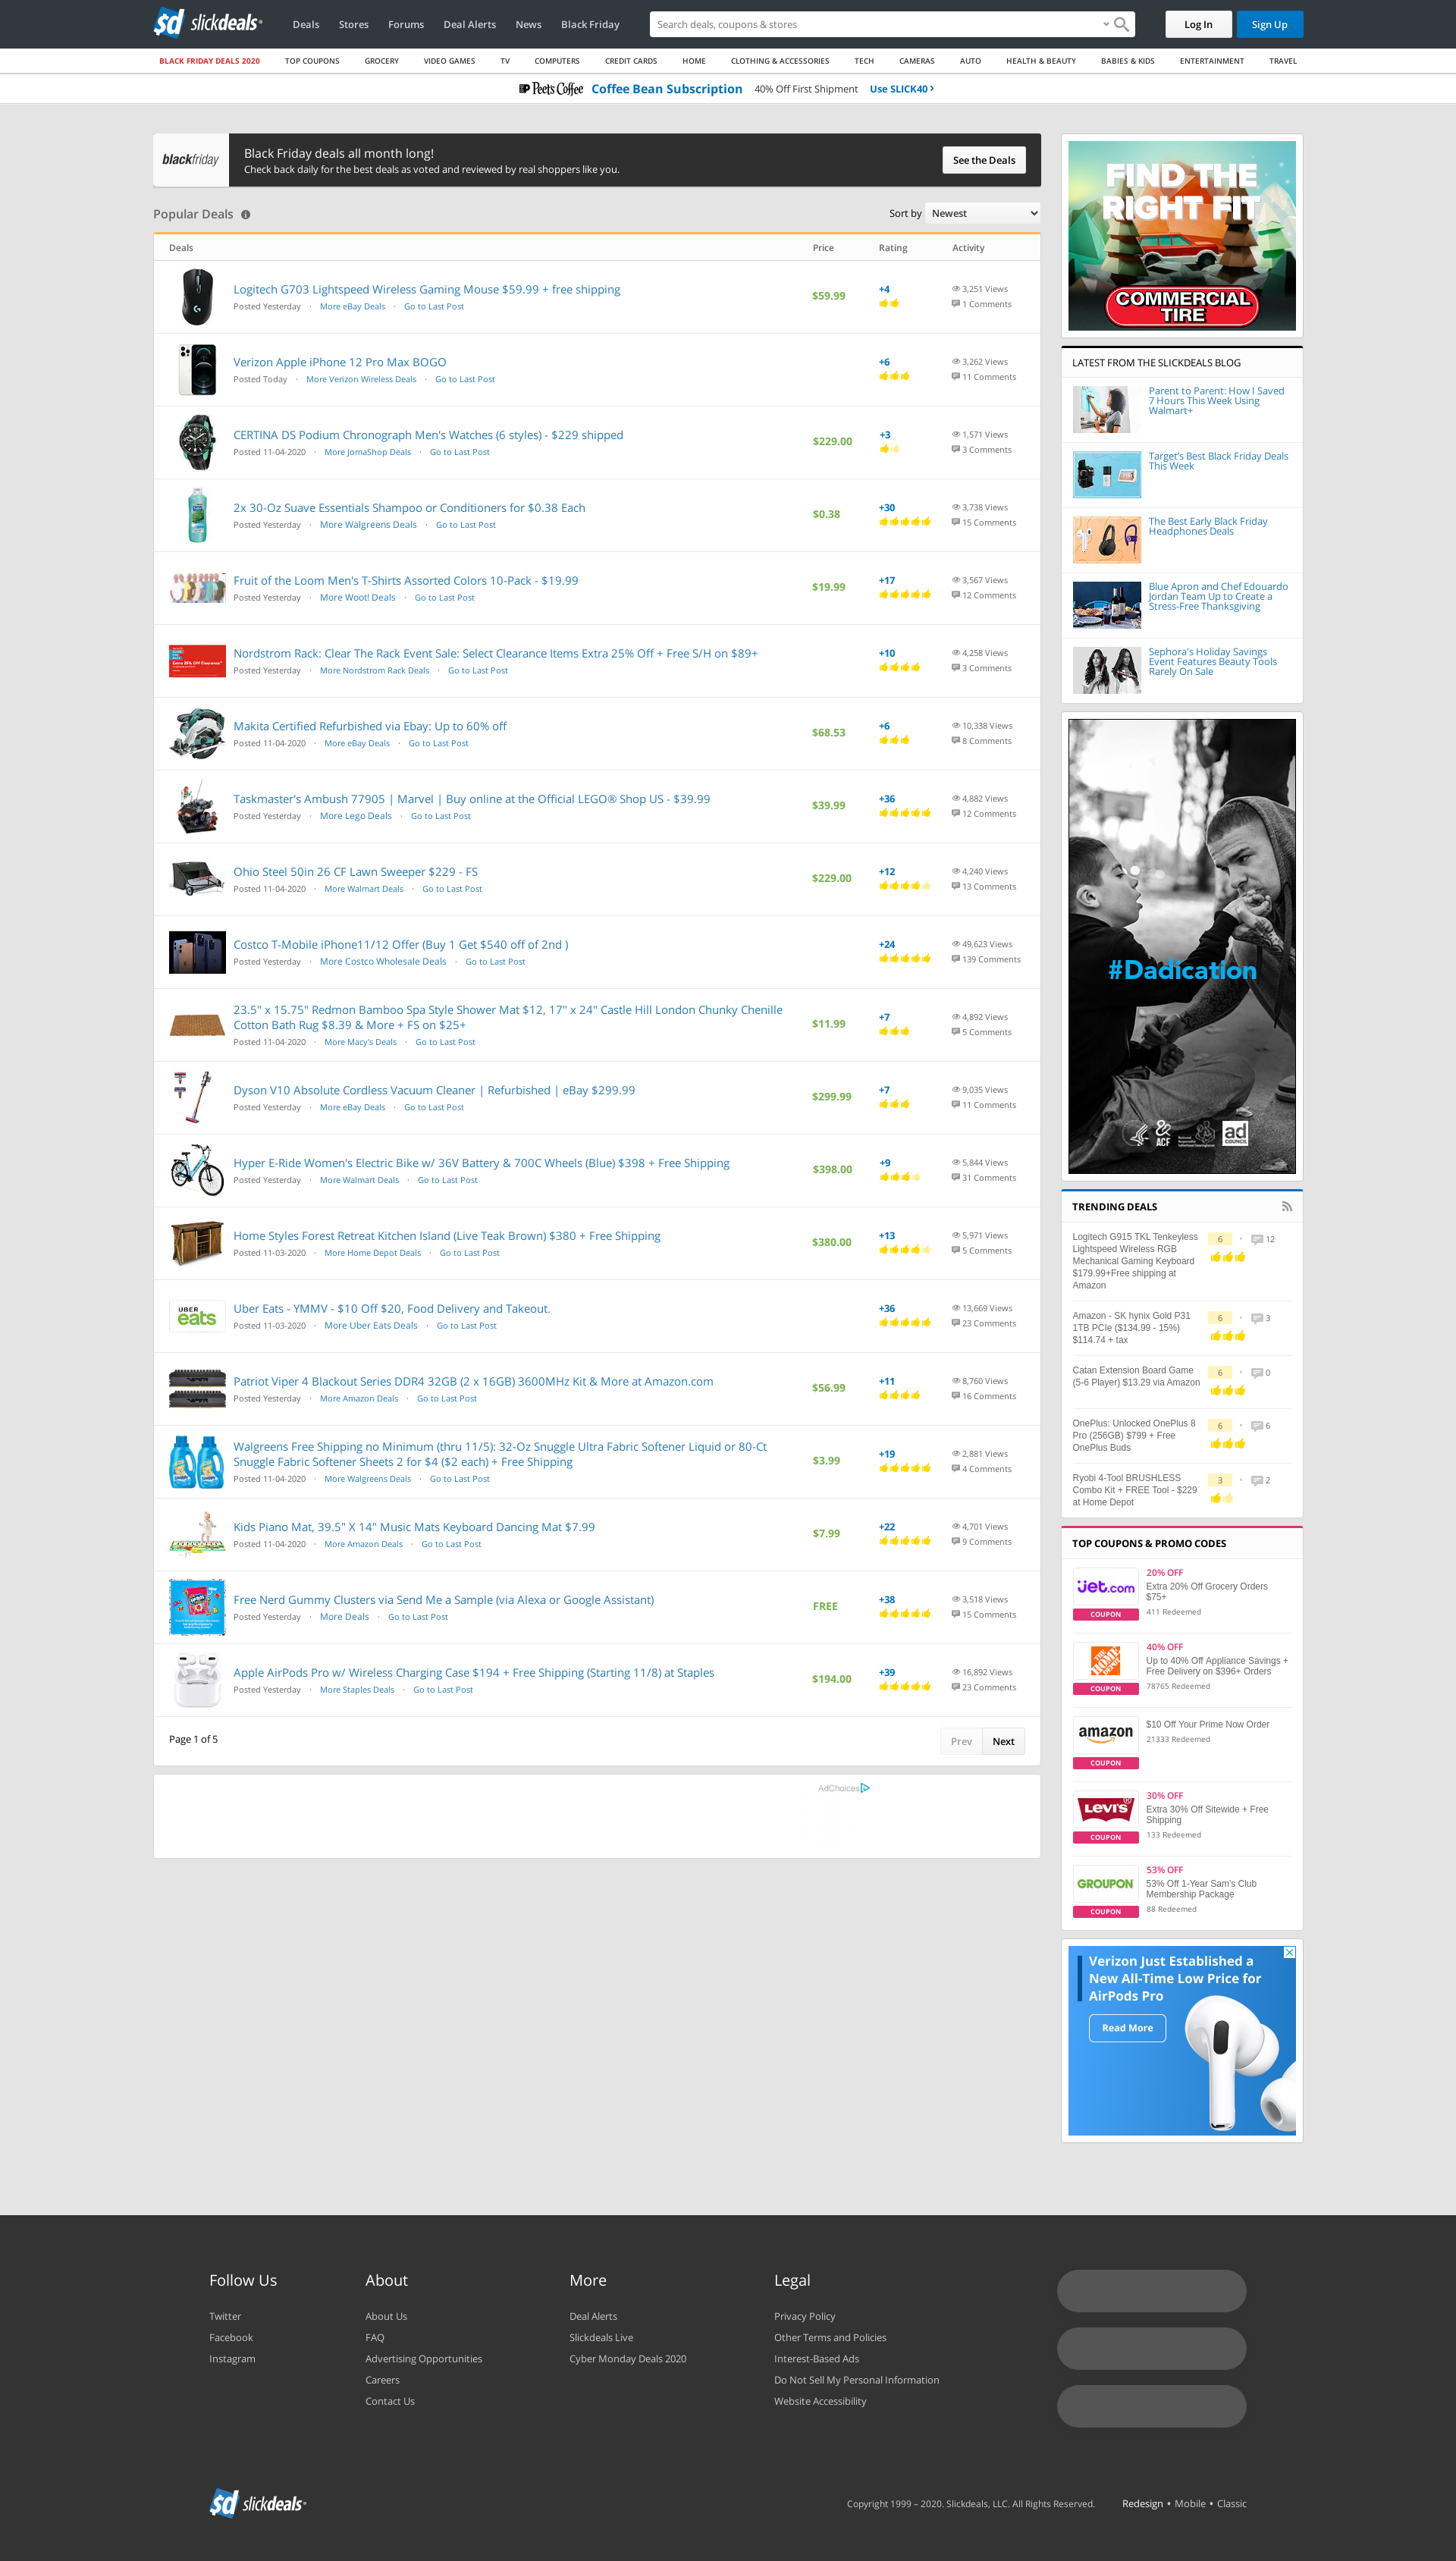 sd slickdeals
Deals Stores Forums Deal Alerts News Black Friday
Search deals, coupons & stores
Log In Sign Up
BLACK FRIDAY DEALS 2020 TOP COUPONS GROCERY VIDEO GAMES TV COMPUTERS CREDIT CARDS HOME CLOTHING & ACCESSORIES TECH CAMERAS AUTO HEALTH & BEAUTY BABIES & KIDS ENTERTAINMENT TRAVEL
Peet's Coffee Coffee Bean Subscription 40% Off First Shipment Use SLICK40
blackfriday
Black Friday deals all month long!
Check back daily for the best deals as voted and reviewed by real shoppers like you.
See the Deals
Popular Deals
Sort by Newest
Deals Price Rating Activity
Logitech G703 Lightspeed Wireless Gaming Mouse $59.99 + free shipping
Posted Yesterday · More eBay Deals · Go to Last Post
$59.99
+4
3,251 Views
1 Comments
Verizon Apple iPhone 12 Pro Max BOGO
Posted Today · More Verizon Wireless Deals · Go to Last Post
+6
3,262 Views
11 Comments
CERTINA DS Podium Chronograph Men's Watches (6 styles) - $229 shipped
Posted 11-04-2020 · More JomaShop Deals · Go to Last Post
$229.00
+3
1,571 Views
3 Comments
2x 30-Oz Suave Essentials Shampoo or Conditioners for $0.38 Each
Posted Yesterday · More Walgreens Deals · Go to Last Post
$0.38
+30
3,738 Views
15 Comments
Fruit of the Loom Men's T-Shirts Assorted Colors 10-Pack - $19.99
Posted Yesterday · More Woot! Deals · Go to Last Post
$19.99
+17
3,567 Views
12 Comments
Nordstrom Rack: Clear The Rack Event Sale: Select Clearance Items Extra 25% Off + Free S/H on $89+
Posted Yesterday · More Nordstrom Rack Deals · Go to Last Post
+10
4,258 Views
3 Comments
Makita Certified Refurbished via Ebay: Up to 60% off
Posted 11-04-2020 · More eBay Deals · Go to Last Post
$68.53
+6
10,338 Views
8 Comments
Taskmaster's Ambush 77905 | Marvel | Buy online at the Official LEGO® Shop US - $39.99
Posted Yesterday · More Lego Deals · Go to Last Post
$39.99
+36
4,882 Views
12 Comments
Ohio Steel 50in 26 CF Lawn Sweeper $229 - FS
Posted 11-04-2020 · More Walmart Deals · Go to Last Post
$229.00
+12
4,240 Views
13 Comments
Costco T-Mobile iPhone11/12 Offer (Buy 1 Get $540 off of 2nd )
Posted Yesterday · More Costco Wholesale Deals · Go to Last Post
+24
49,623 Views
139 Comments
23.5" x 15.75" Redmon Bamboo Spa Style Shower Mat $12, 17" x 24" Castle Hill London Chunky Chenille
Cotton Bath Rug $8.39 & More + FS on $25+
Posted 11-04-2020 · More Macy's Deals · Go to Last Post
$11.99
+7
4,892 Views
5 Comments
Dyson V10 Absolute Cordless Vacuum Cleaner | Refurbished | eBay $299.99
Posted Yesterday · More eBay Deals · Go to Last Post
$299.99
+7
9,035 Views
11 Comments
Hyper E-Ride Women's Electric Bike w/ 36V Battery & 700C Wheels (Blue) $398 + Free Shipping
Posted Yesterday · More Walmart Deals · Go to Last Post
$398.00
+9
5,844 Views
31 Comments
Home Styles Forest Retreat Kitchen Island (Live Teak Brown) $380 + Free Shipping
Posted 11-03-2020 · More Home Depot Deals · Go to Last Post
$380.00
+13
5,971 Views
5 Comments
UBER eats
Uber Eats - YMMV - $10 Off $20, Food Delivery and Takeout.
Posted 11-03-2020 · More Uber Eats Deals · Go to Last Post
+36
13,669 Views
23 Comments
Patriot Viper 4 Blackout Series DDR4 32GB (2 x 16GB) 3600MHz Kit & More at Amazon.com
Posted Yesterday · More Amazon Deals · Go to Last Post
$56.99
+11
8,760 Views
16 Comments
Walgreens Free Shipping no Minimum (thru 11/5): 32-Oz Snuggle Ultra Fabric Softener Liquid or 80-Ct
Snuggle Fabric Softener Sheets 2 for $4 ($2 each) + Free Shipping
Posted 11-04-2020 · More Walgreens Deals · Go to Last Post
$3.99
+19
2,881 Views
4 Comments
Kids Piano Mat, 39.5" X 14" Music Mats Keyboard Dancing Mat $7.99
Posted 11-04-2020 · More Amazon Deals · Go to Last Post
$7.99
+22
4,701 Views
9 Comments
Free Nerd Gummy Clusters via Send Me a Sample (via Alexa or Google Assistant)
Posted Yesterday · More Deals · Go to Last Post
FREE
+38
3,518 Views
15 Comments
Apple AirPods Pro w/ Wireless Charging Case $194 + Free Shipping (Starting 11/8) at Staples
Posted Yesterday · More Staples Deals · Go to Last Post
$194.00
+39
16,892 Views
23 Comments
Page 1 of 5
Prev Next
AdChoices
FIND THE
RIGHT FIT
COMMERCIAL
TIRE
LATEST FROM THE SLICKDEALS BLOG
Parent to Parent: How I Saved
7 Hours This Week Using
Walmart+
Target's Best Black Friday Deals
This Week
The Best Early Black Friday
Headphones Deals
Blue Apron and Chef Edouardo
Jordan Team Up to Create a
Stress-Free Thanksgiving
Sephora's Holiday Savings
Event Features Beauty Tools
Rarely On Sale
#Dadication
ACF
ad
COUNCIL
TRENDING DEALS
Logitech G915 TKL Tenkeyless
Lightspeed Wireless RGB
Mechanical Gaming Keyboard
$179.99+Free shipping at
Amazon
6 • 12
Amazon - SK hynix Gold P31
1TB PCIe ($134.99 - 15%)
$114.74 + tax
6 • 3
Catan Extension Board Game
(5-6 Player) $13.29 via Amazon
6 • 0
OnePlus: Unlocked OnePlus 8
Pro (256GB) $799 + Free
OnePlus Buds
6 • 6
Ryobi 4-Tool BRUSHLESS
Combo Kit + FREE Tool - $229
at Home Depot
3 • 2
TOP COUPONS & PROMO CODES
jet.com
COUPON
20% OFF
Extra 20% Off Grocery Orders
$75+
411 Redeemed
COUPON
40% OFF
Up to 40% Off Appliance Savings +
Free Delivery on $396+ Orders
78765 Redeemed
amazon
COUPON
$10 Off Your Prime Now Order
21333 Redeemed
LEVI'S
COUPON
30% OFF
Extra 30% Off Sitewide + Free
Shipping
133 Redeemed
GROUPON
COUPON
53% OFF
53% Off 1-Year Sam's Club
Membership Package
88 Redeemed
Verizon Just Established a
New All-Time Low Price for
AirPods Pro
Read More
Follow Us
Twitter
Facebook
Instagram
About
About Us
FAQ
Advertising Opportunities
Careers
Contact Us
More
Deal Alerts
Slickdeals Live
Cyber Monday Deals 2020
Legal
Privacy Policy
Other Terms and Policies
Interest-Based Ads
Do Not Sell My Personal Information
Website Accessibility
sd slickdeals
Copyright 1999 – 2020. Slickdeals, LLC. All Rights Reserved. Redesign • Mobile • Classic